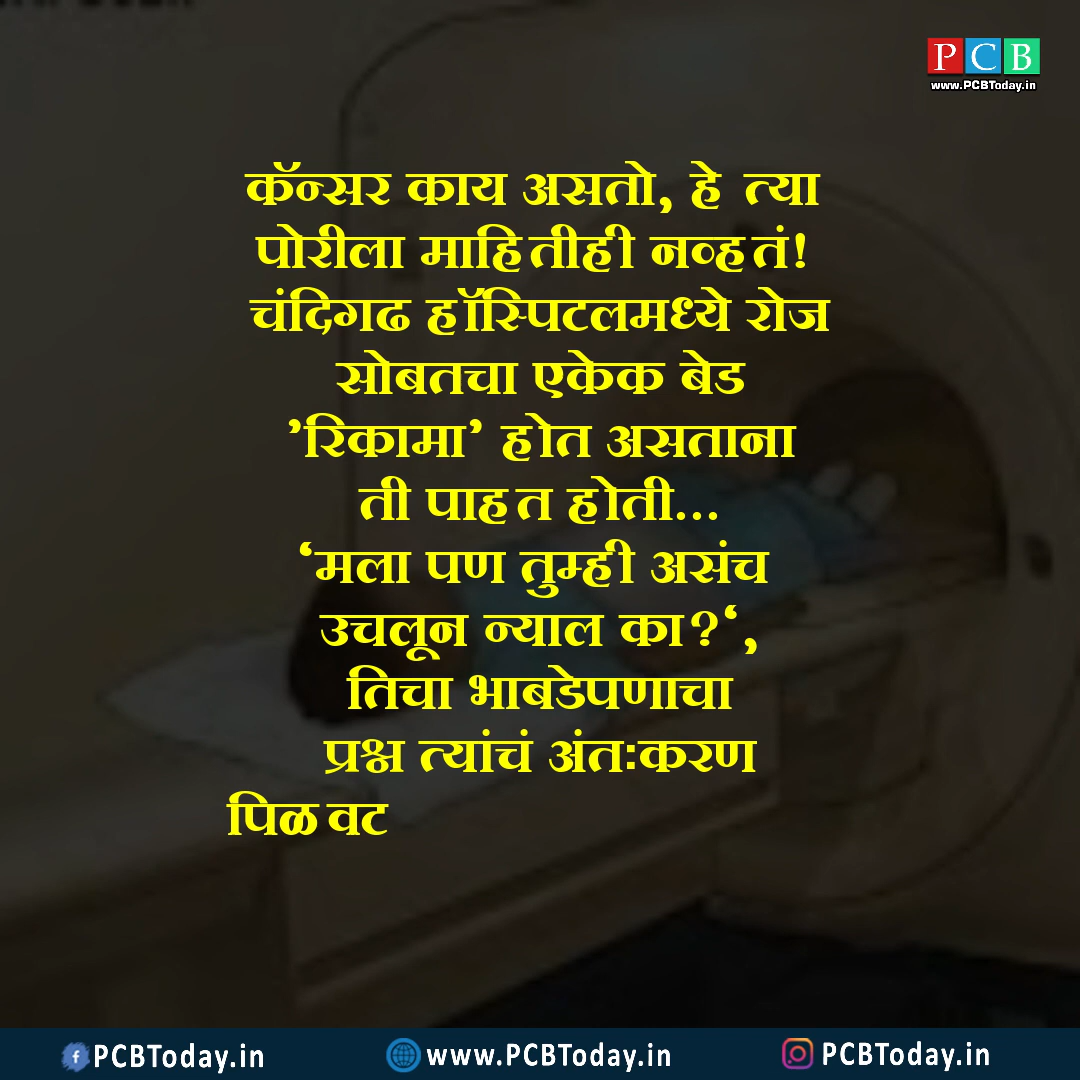 P C B
www.PCBToday.in
कॅन्सर काय असतो, हे त्या
पोरीला माहितीही नव्हतं!
चंदिगढ हॉस्पिटलमध्ये रोज
सोबतचा एकेक बेड
’रिकामा’ होत असताना
ती पाहत होती...
‘मला पण तुम्ही असंच
उचलून न्याल का?‘,
तिचा भाबडेपणाचा
प्रश्न त्यांचं अंतःकरण
पिळवट
PCBToday.in
www.PCBToday.in
PCBToday.in